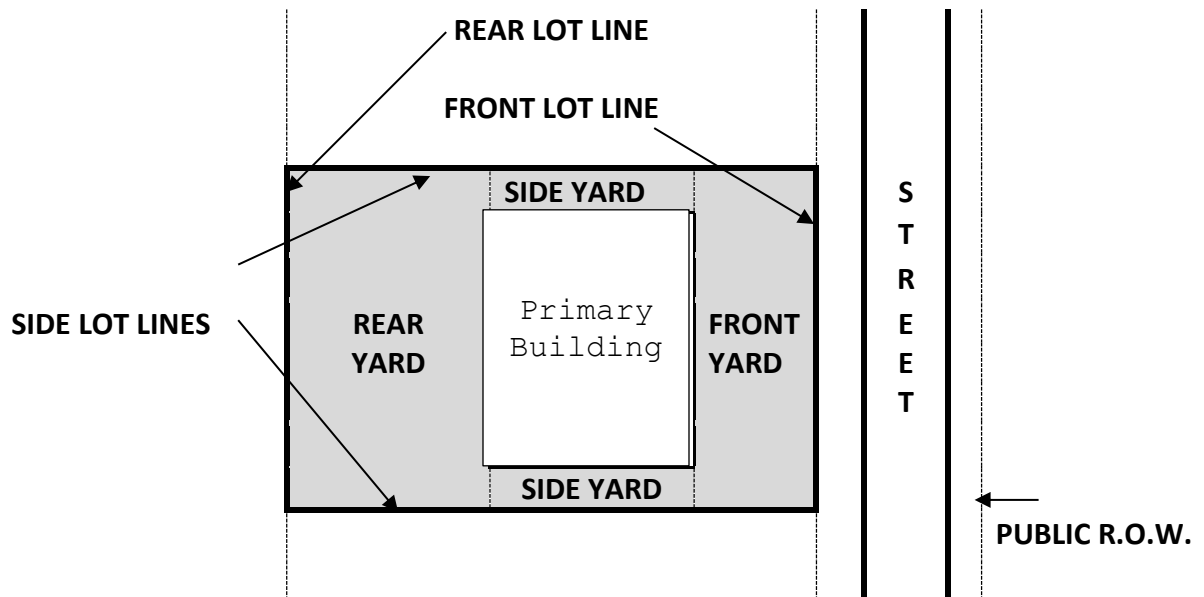 REAR LOT LINE
FRONT LOT LINE
SIDE YARD
S
T
R
E
E
T
SIDE LOT LINES
REAR
YARD
Primary
Building
FRONT
YARD
SIDE YARD
PUBLIC R.O.W.